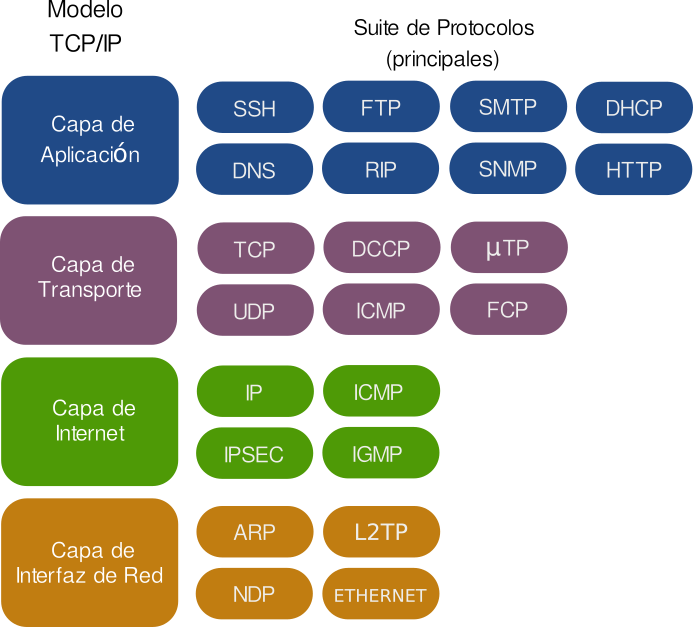 Modelo
TCP/IP
Suite de Protocolos
(principales)
Capa de
Aplicación
SSH
FTP
SMTP
DHCP
DNS
RIP
SNMP
HTTP
Capa de
Transporte
TCP
DCCP
µTP
UDP
ICMP
FCP
Capa de
Internet
IP
ICMP
IPSEC
IGMP
Capa de
Interfaz de Red
ARP
L2TP
NDP
ETHERNET